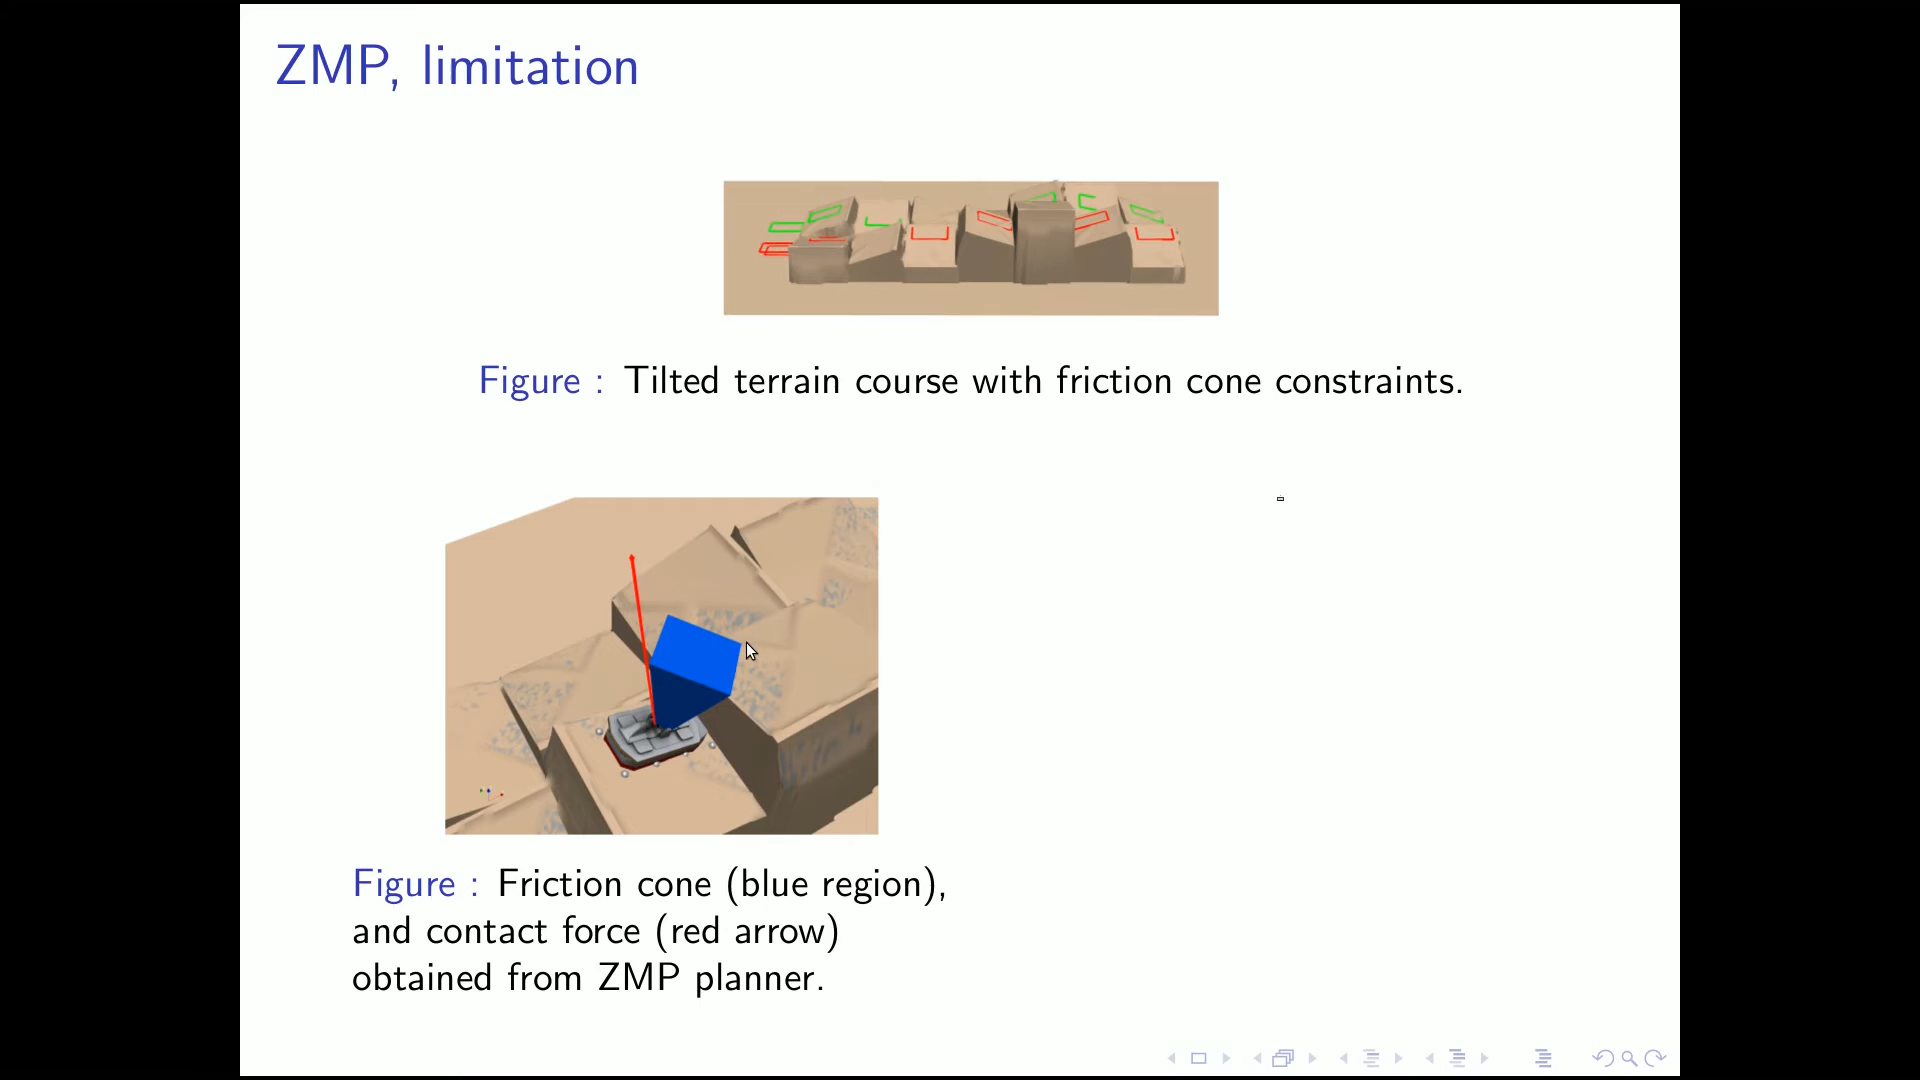 ZMP, limitation
Figure : Tilted terrain course with friction cone constraints.
Figure : Friction cone (blue region),
and contact force (red arrow)
obtained from ZMP planner.